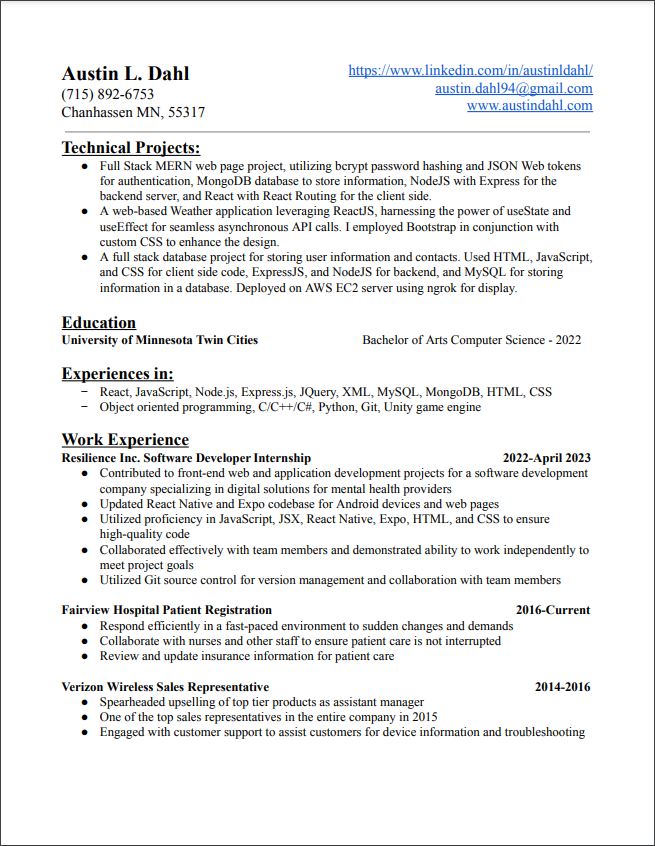 Austin L. Dahl
(715) 892-6753
Chanhassen MN, 55317
https://www.linkedin.com/in/austinldahl/
austin.dahl94@gmail.com
www.austindahl.com
Technical Projects:
● Full Stack MERN web page project, utilizing bcrypt password hashing and JSON Web tokens
for authentication, MongoDB database to store information, NodeJS with Express for the
backend server, and React with React Routing for the client side.
● A web-based Weather application leveraging ReactJS, harnessing the power of useState and
useEffect for seamless asynchronous API calls. I employed Bootstrap in conjunction with
custom CSS to enhance the design.
● A full stack database project for storing user information and contacts. Used HTML, JavaScript,
and CSS for client side code, ExpressJS, and NodeJS for backend, and MySQL for storing
information in a database. Deployed on AWS EC2 server using ngrok for display.
Education
University of Minnesota Twin Cities Bachelor of Arts Computer Science - 2022
Experiences in:
− React, JavaScript, Node.js, Express.js, JQuery, XML, MySQL, MongoDB, HTML, CSS
− Object oriented programming, C/C++/C#, Python, Git, Unity game engine
Work Experience
Resilience Inc. Software Developer Internship 2022-April 2023
● Contributed to front-end web and application development projects for a software development
company specializing in digital solutions for mental health providers
● Updated React Native and Expo codebase for Android devices and web pages
● Utilized proficiency in JavaScript, JSX, React Native, Expo, HTML, and CSS to ensure
high-quality code
● Collaborated effectively with team members and demonstrated ability to work independently to
meet project goals
● Utilized Git source control for version management and collaboration with team members
Fairview Hospital Patient Registration 2016-Current
● Respond efficiently in a fast-paced environment to sudden changes and demands
● Collaborate with nurses and other staff to ensure patient care is not interrupted
● Review and update insurance information for patient care
Verizon Wireless Sales Representative 2014-2016
● Spearheaded upselling of top tier products as assistant manager
● One of the top sales representatives in the entire company in 2015
● Engaged with customer support to assist customers for device information and troubleshooting